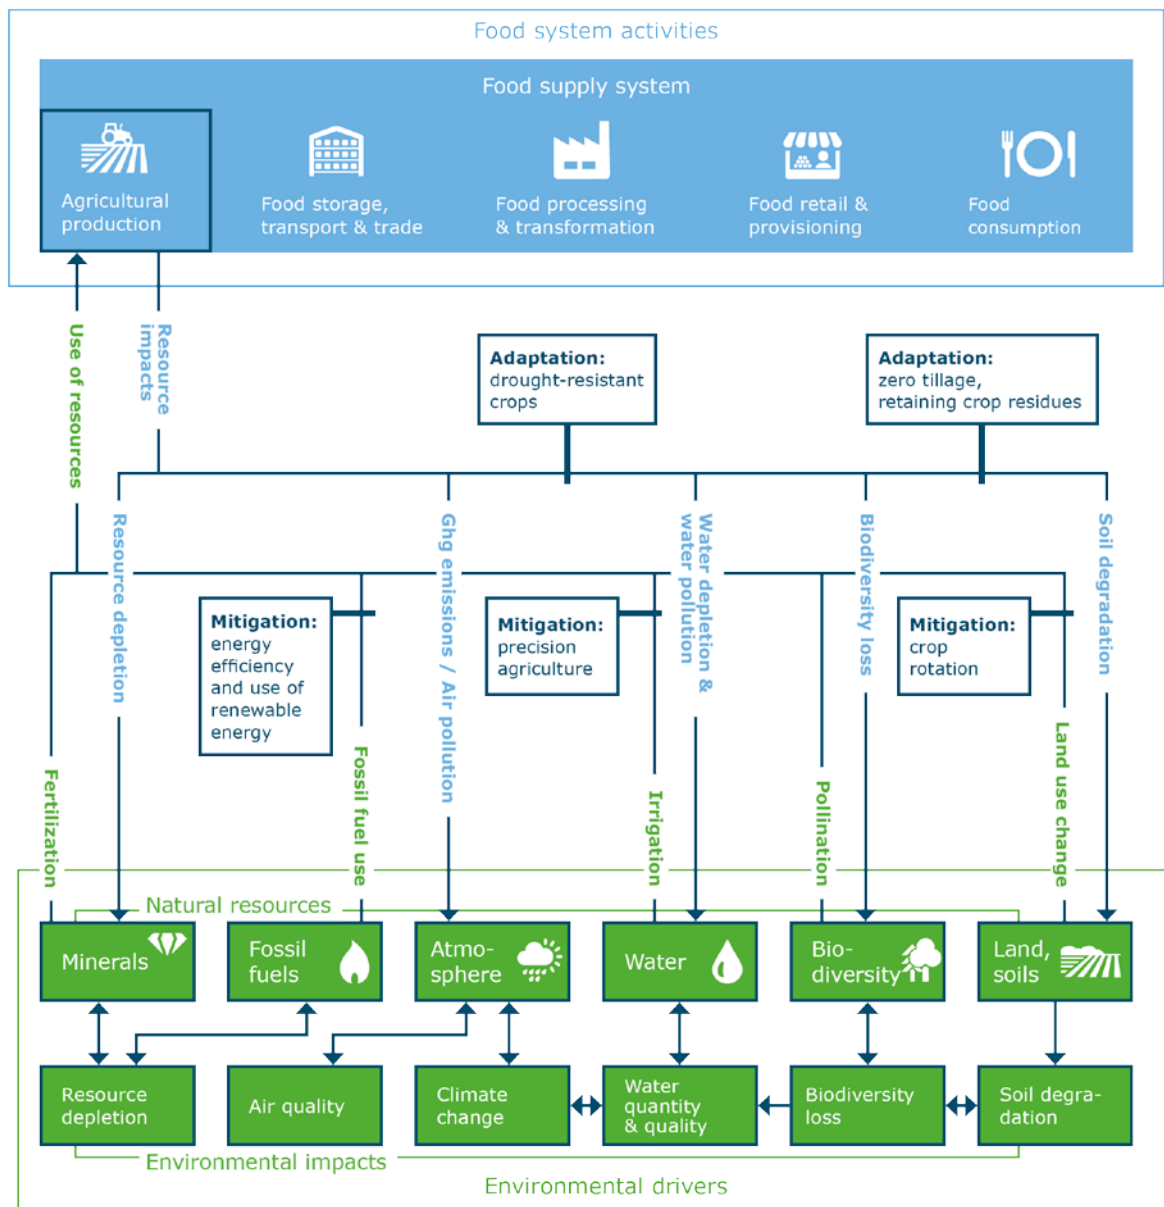 Food system activities
Food supply system
Agricultural
production
Food storage,
transport & trade
Food processing
& transformation
Food retail &
provisioning
Food
consumption
Use of resources
Resource
impacts
Adaptation:
drought-resistant
crops
Adaptation:
zero tillage,
retaining crop residues
Resource depletion
Ghg emissions / Air pollution
Water depletion &
water pollution
Biodiversity loss
Soil degradation
Mitigation:
energy
efficiency
and use of
renewable
energy
Mitigation:
precision
agriculture
Mitigation:
crop
rotation
Fertilization
Fossil fuel use
Irrigation
Pollination
Land use change
Natural resources
Minerals
Fossil
fuels
Atmo-
sphere
Water
Bio-
diversity
Land,
soils
Resource
depletion
Air quality
Climate
change
Water
quantity
& quality
Biodiversity
loss
Soil degra-
dation
Environmental impacts
Environmental drivers